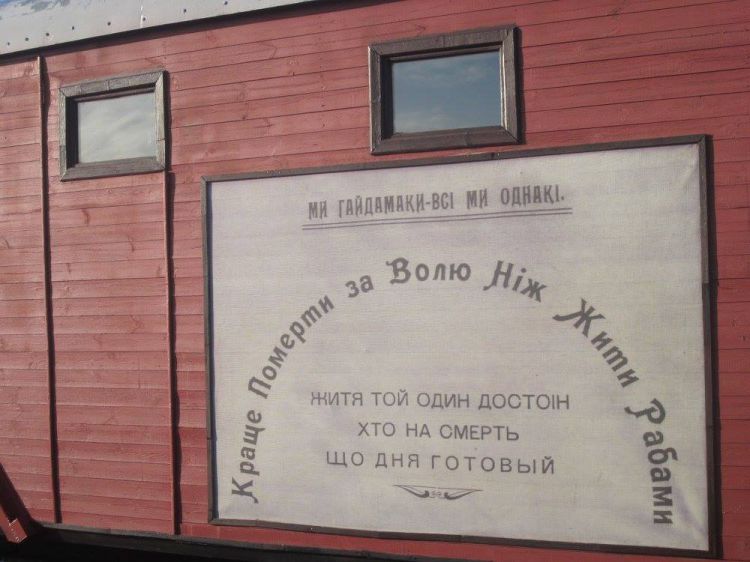 МИ ГАЙДАМАКИ-ВСІ МИ ОДНАКІ.
Краще Померти за Волю Ніж Жити Рабами
ЖИТЯ ТОЙ ОДИН ДОСТОІН
ХТО НА СМЕРТЬ
ЩО ДНЯ ГОТОВЫЙ